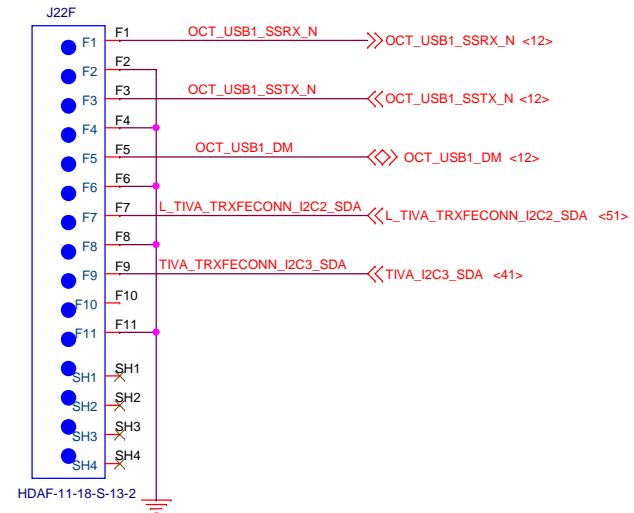 J22F
F1 F1 OCT_USB1_SSRX_N OCT_USB1_SSRX_N <12>
F2 F2
F3 F3 OCT_USB1_SSTX_N OCT_USB1_SSTX_N <12>
F4 F4
F5 F5 OCT_USB1_DM OCT_USB1_DM <12>
F6 F6
F7 F7 L_TIVA_TRXFECONN_I2C2_SDA L_TIVA_TRXFECONN_I2C2_SDA <51>
F8 F8
F9 F9 TIVA_TRXFECONN_I2C3_SDA TIVA_I2C3_SDA <41>
F10 F10
F11 F11
SH1 SH1
SH2 SH2
SH3 SH3
SH4 SH4
HDAF-11-18-S-13-2